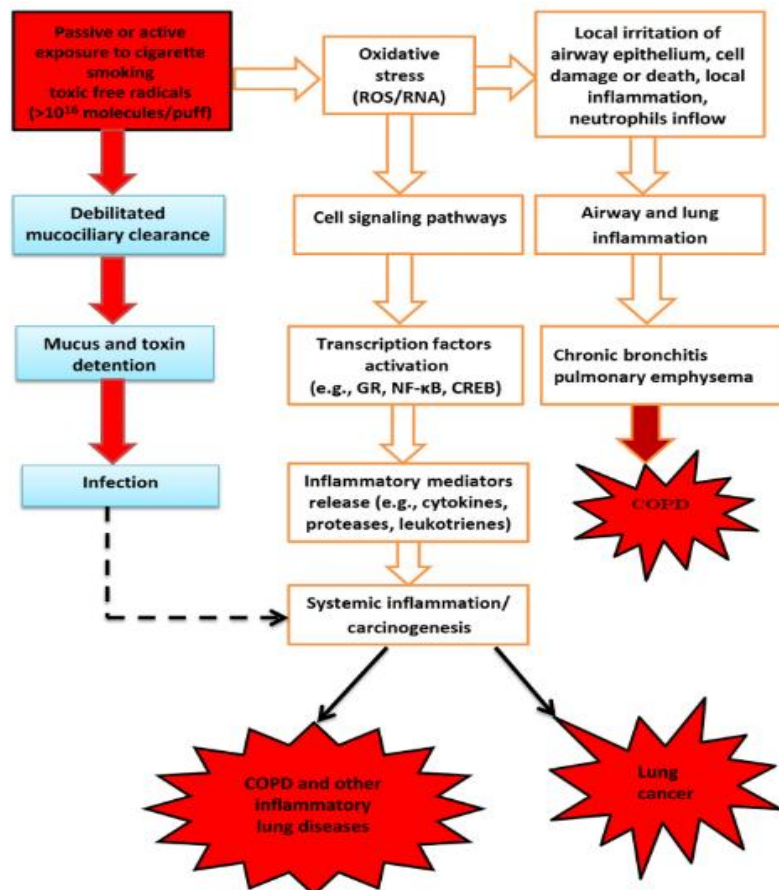 Passive or active
exposure to cigarette
smoking
toxic free radicals
(>10¹⁶ molecules/puff)
Oxidative
stress
(ROS/RNA)
Local irritation of
airway epithelium, cell
damage or death, local
inflammation,
neutrophils inflow
Debilitated
mucociliary clearance
Cell signaling pathways
Airway and lung
inflammation
Mucus and toxin
detention
Transcription factors
activation
(e.g., GR, NF-κB, CREB)
Chronic bronchitis
pulmonary emphysema
Infection
Inflammatory mediators
release (e.g., cytokines,
proteases, leukotrienes)
COPD
Systemic inflammation/
carcinogenesis
COPD and other
inflammatory
lung diseases
Lung
cancer